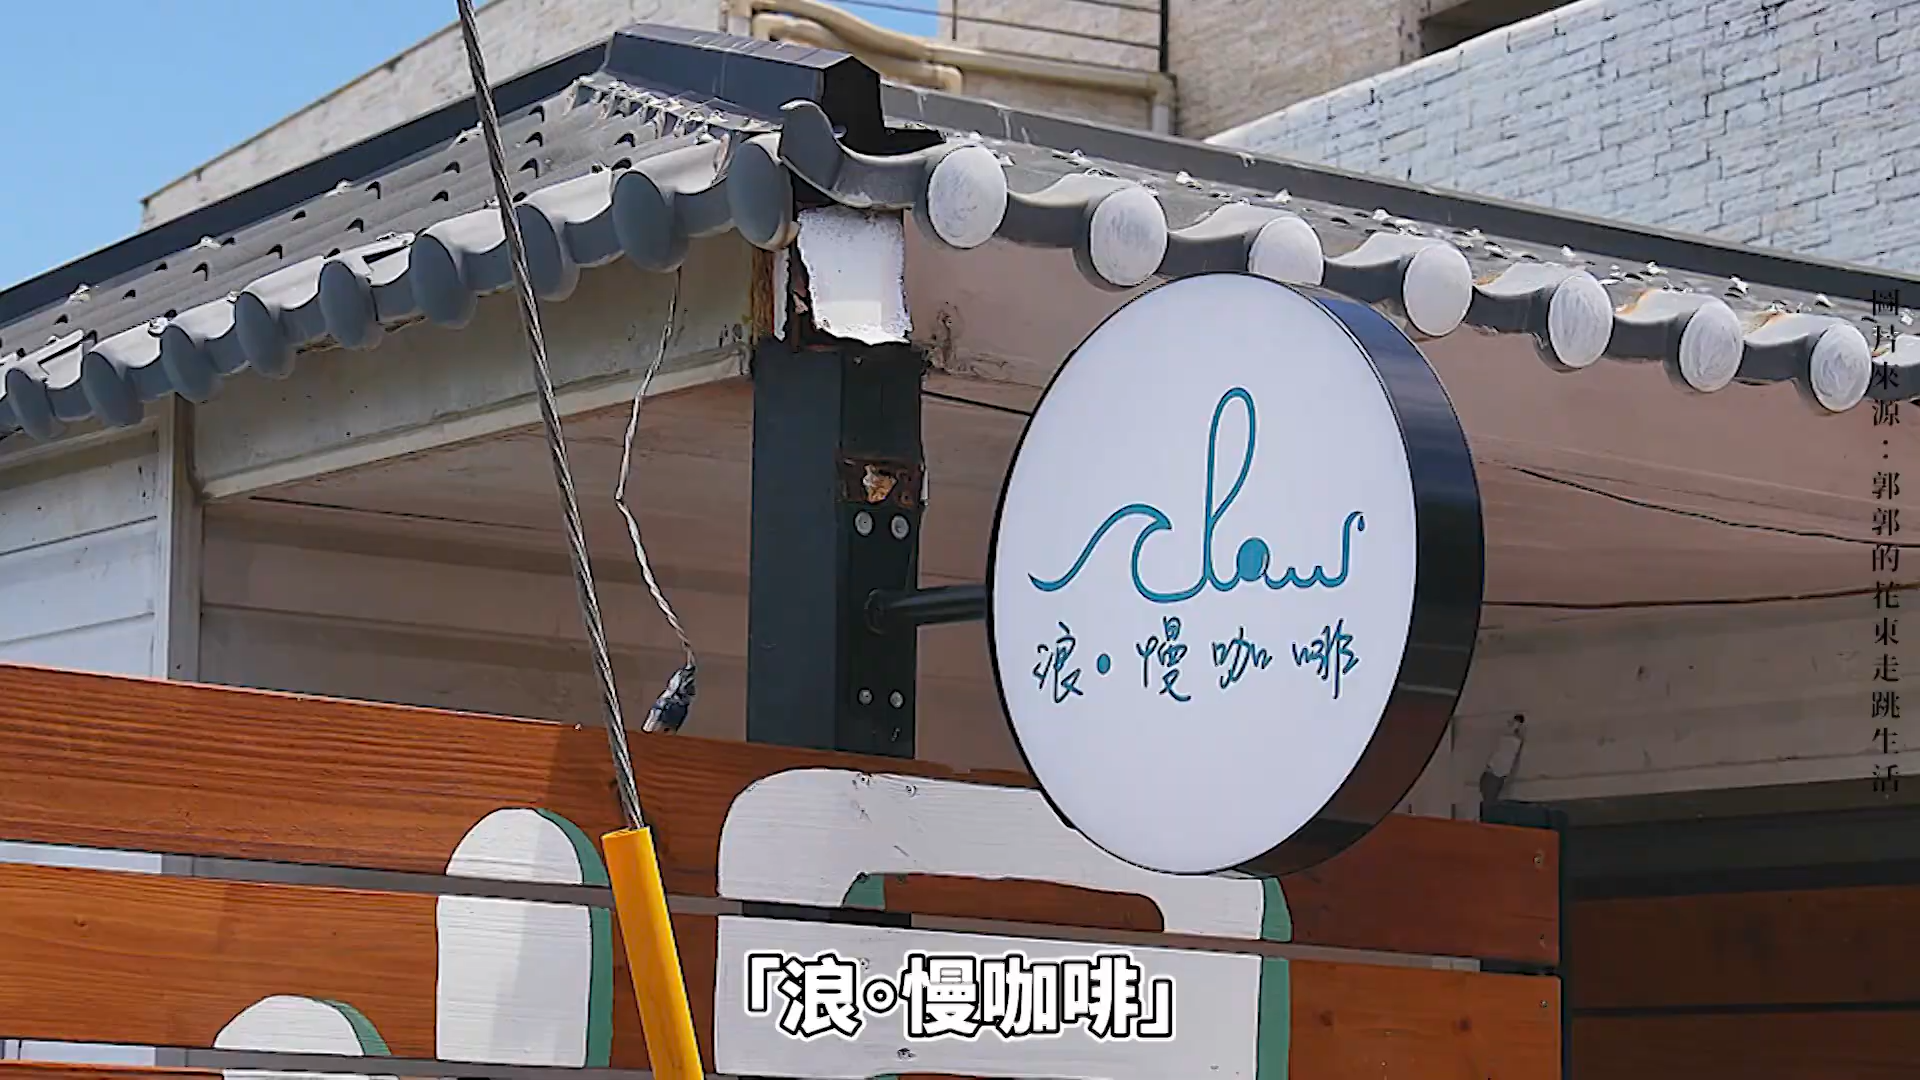 slow
浪。慢咖啡
圖片來源：郭郭的花東走跳生活
「浪。慢咖啡」